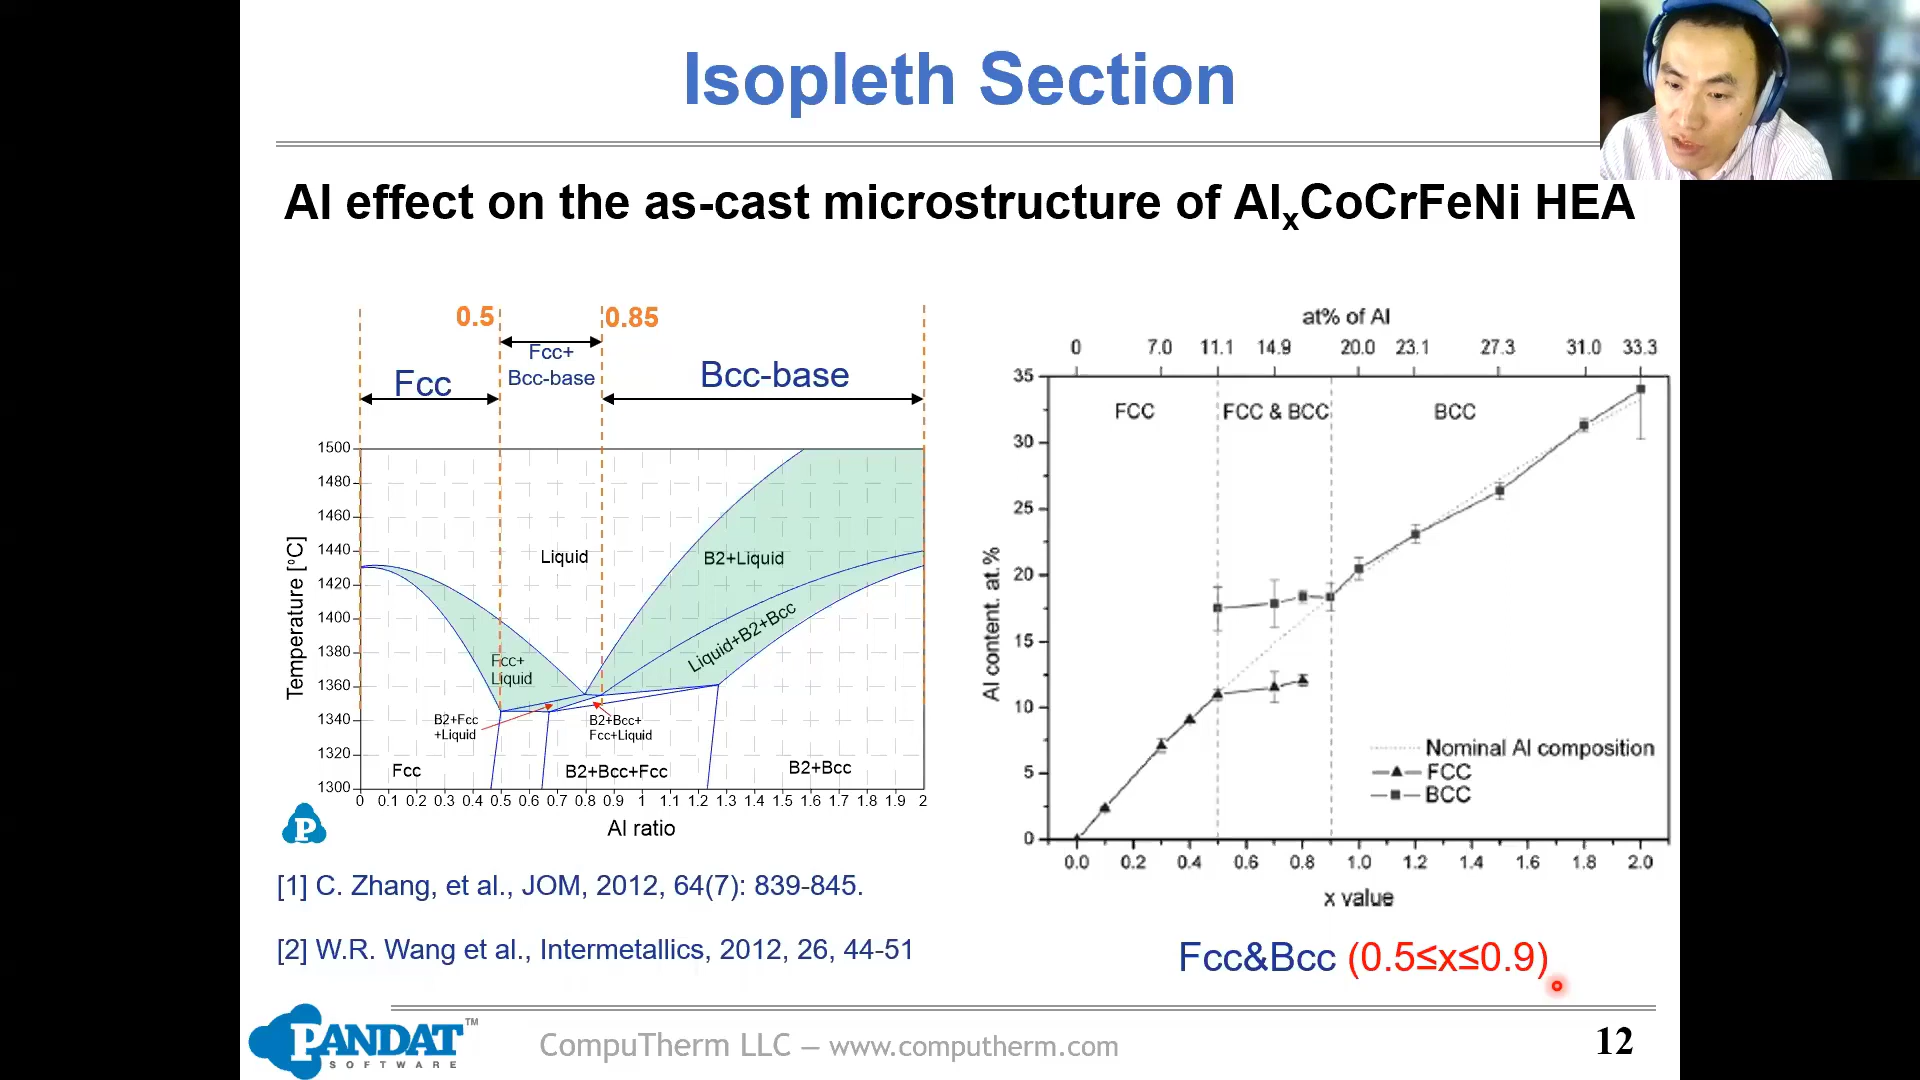 Isopleth Section
Al effect on the as-cast microstructure of AlxCoCrFeNi HEA
0.5
0.85
Fcc
Fcc+
Bcc-base
Bcc-base
1500
1480
1460
1440
1420
1400
1380
1360
1340
1320
1300
Temperature [°C]
Liquid
B2+Liquid
Liquid+B2+Bcc
Fcc+
Liquid
B2+Fcc
+Liquid
B2+Bcc+
Fcc+Liquid
Fcc
B2+Bcc+Fcc
B2+Bcc
0 0.1 0.2 0.3 0.4 0.5 0.6 0.7 0.8 0.9 1 1.1 1.2 1.3 1.4 1.5 1.6 1.7 1.8 1.9 2
Al ratio
P
at% of Al
0 7.0 11.1 14.9 20.0 23.1 27.3 31.0 33.3
35
30
25
20
15
10
5
0
Al content. at.%
FCC
FCC & BCC
BCC
Nominal Al composition
FCC
BCC
0.0 0.2 0.4 0.6 0.8 1.0 1.2 1.4 1.6 1.8 2.0
x value
[1] C. Zhang, et al., JOM, 2012, 64(7): 839-845.
[2] W.R. Wang et al., Intermetallics, 2012, 26, 44-51
Fcc&Bcc (0.5≤x≤0.9)
PANDAT™
SOFTWARE
CompuTherm LLC – www.computherm.com
12